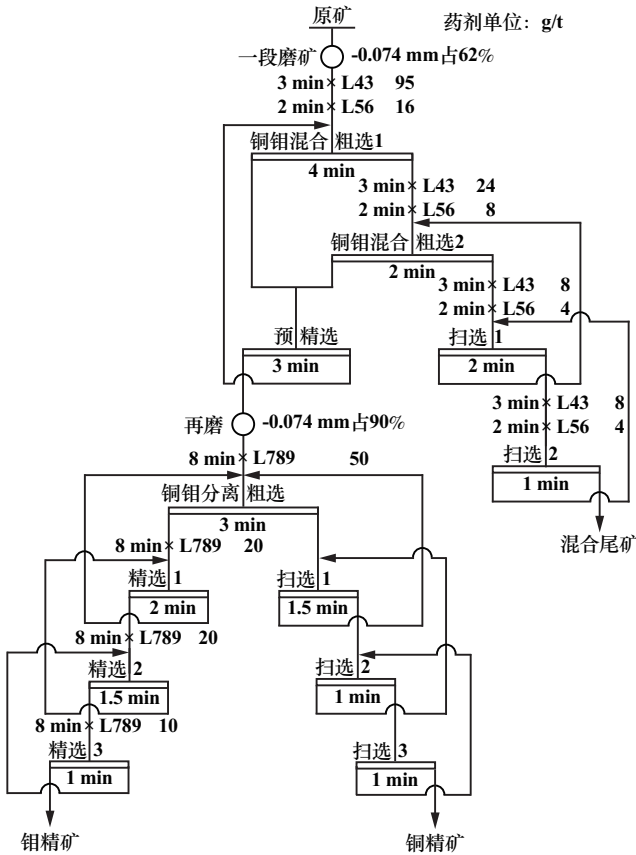 原矿
药剂单位：g/t
一段磨矿 -0.074 mm占62%
3 min × L43 95
2 min × L56 16
铜钼混合 粗选1
4 min
3 min × L43 24
2 min × L56 8
铜钼混合 粗选2
2 min
3 min × L43 8
2 min × L56 4
预 精选
3 min
扫选 1
2 min
3 min × L43 8
2 min × L56 4
再磨 -0.074 mm占90%
扫选 2
1 min
混合尾矿
8 min × L789 50
铜钼分离 粗选
3 min
8 min × L789 20
精选 1
2 min
扫选 1
1.5 min
8 min × L789 20
精选 2
1.5 min
扫选 2
1 min
8 min × L789 10
精选 3
1 min
扫选 3
1 min
钼精矿
铜精矿